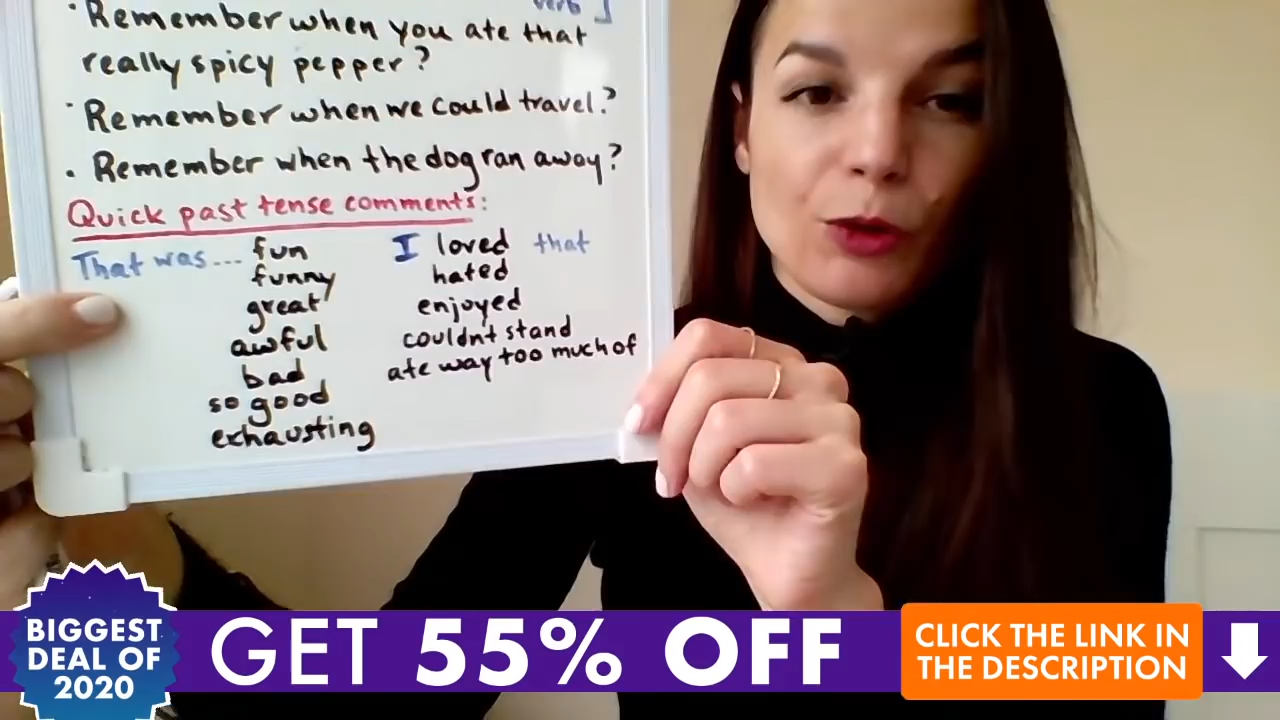 verb ]
· Remember when you ate that
really spicy pepper?
· Remember when we could travel?
· Remember when the dog ran away?
Quick past tense comments:
That was... fun
funny
great
awful
bad
so good
exhausting
I loved that
hated
enjoyed
couldnt stand
ate way too much of
BIGGEST
DEAL OF
2020
GET 55% OFF
CLICK THE LINK IN
THE DESCRIPTION